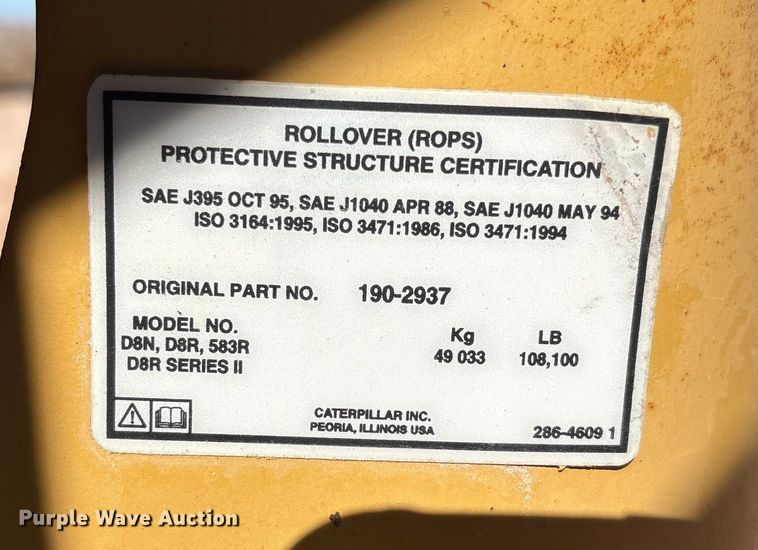 ROLLOVER (ROPS)
PROTECTIVE STRUCTURE CERTIFICATION
SAE J395 OCT 95, SAE J1040 APR 88, SAE J1040 MAY 94
ISO 3164:1995, ISO 3471:1986, ISO 3471:1994
ORIGINAL PART NO. 190-2937
MODEL NO. Kg LB
D8N, D8R, 583R 49 033 108,100
D8R SERIES II
CATERPILLAR INC.
PEORIA, ILLINOIS USA 286-4609 1
Purple Wave Auction